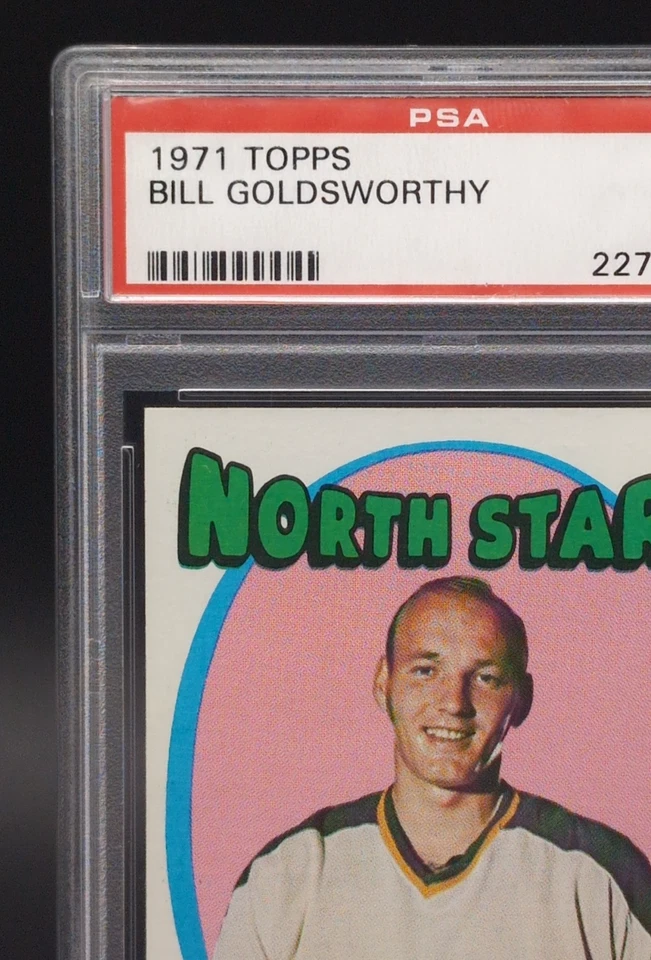 PSA
1971 TOPPS
BILL GOLDSWORTHY
227
NORTH STAR